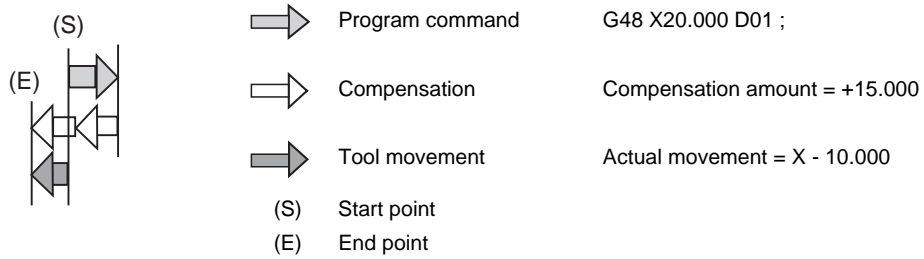 (S)
(E)
Program command G48 X20.000 D01 ;
Compensation Compensation amount = +15.000
Tool movement Actual movement = X - 10.000
(S) Start point
(E) End point